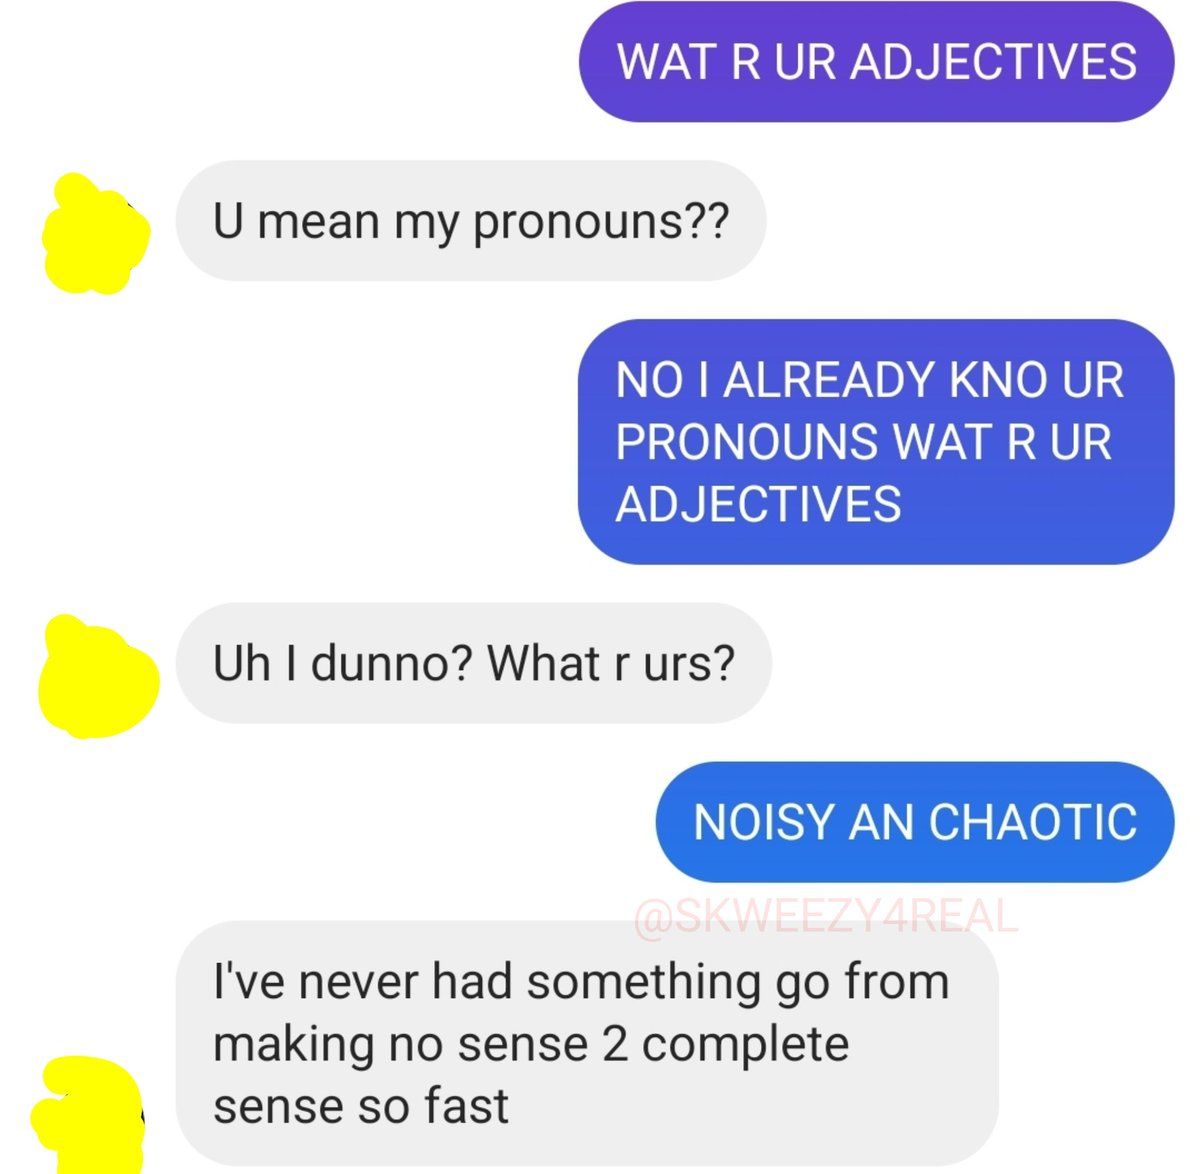 WAT R UR ADJECTIVES
U mean my pronouns??
NO I ALREADY KNO UR
PRONOUNS WAT R UR
ADJECTIVES
Uh I dunno? What r urs?
NOISY AN CHAOTIC
@SKWEEZY4REAL
I've never had something go from
making no sense 2 complete
sense so fast